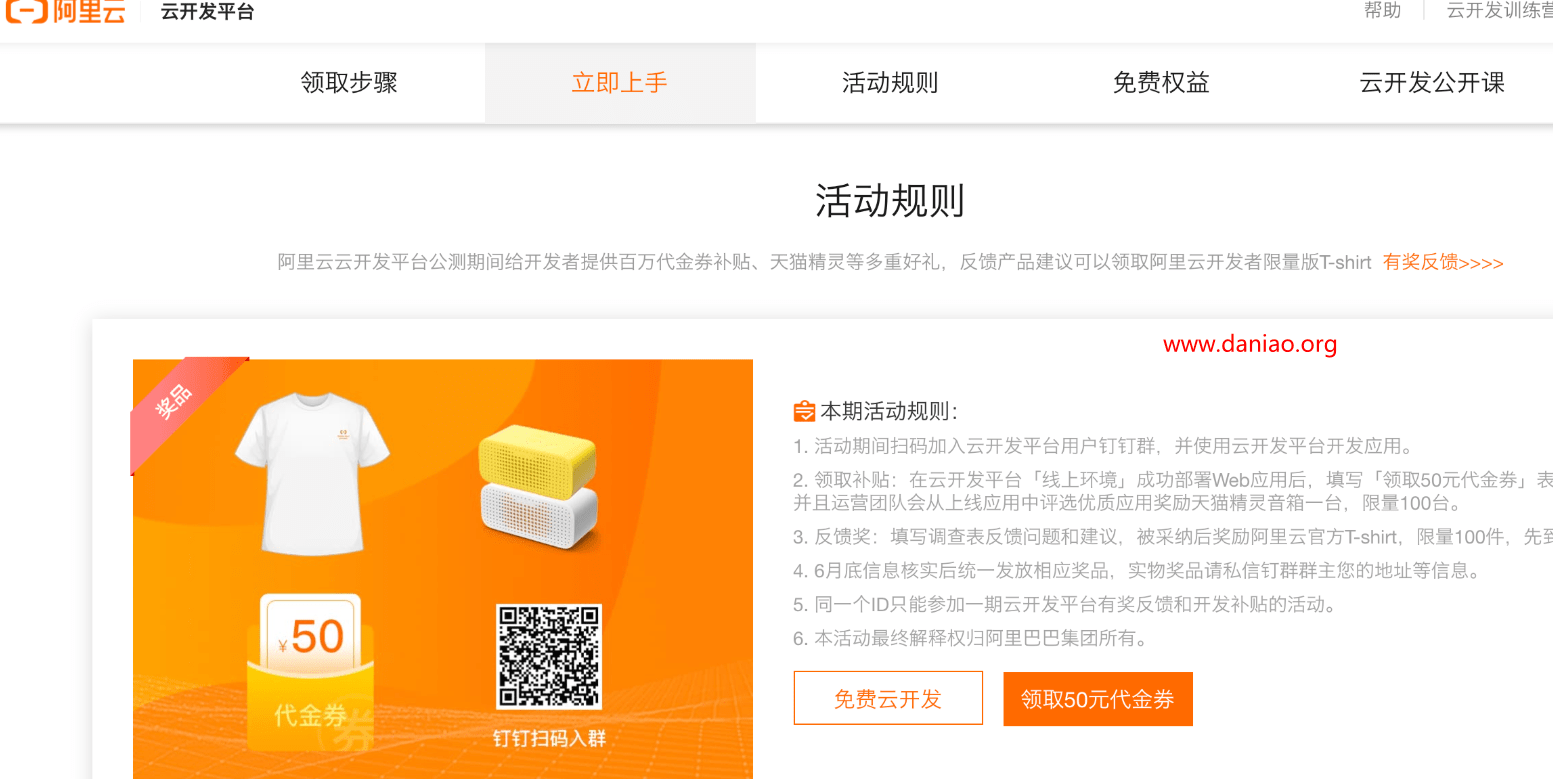 阿里云 云开发平台 帮助 云开发训练营
领取步骤 立即上手 活动规则 免费权益 云开发公开课
活动规则
阿里云云开发平台公测期间给开发者提供百万代金券补贴、天猫精灵等多重好礼，反馈产品建议可以领取阿里云开发者限量版T-shirt 有奖反馈>>>>
www.daniao.org
奖品
¥50
代金券
券
钉钉扫码入群
本期活动规则：
1. 活动期间扫码加入云开发平台用户钉钉群，并使用云开发平台开发应用。
2. 领取补贴：在云开发平台「线上环境」成功部署Web应用后，填写「领取50元代金券」表
并且运营团队会从上线应用中评选优质应用奖励天猫精灵音箱一台，限量100台。
3. 反馈奖：填写调查表反馈问题和建议，被采纳后奖励阿里云官方T-shirt，限量100件，先到
4. 6月底信息核实后统一发放相应奖品，实物奖品请私信钉群群主您的地址等信息。
5. 同一个ID只能参加一期云开发平台有奖反馈和开发补贴的活动。
6. 本活动最终解释权归阿里巴巴集团所有。
免费云开发 领取50元代金券